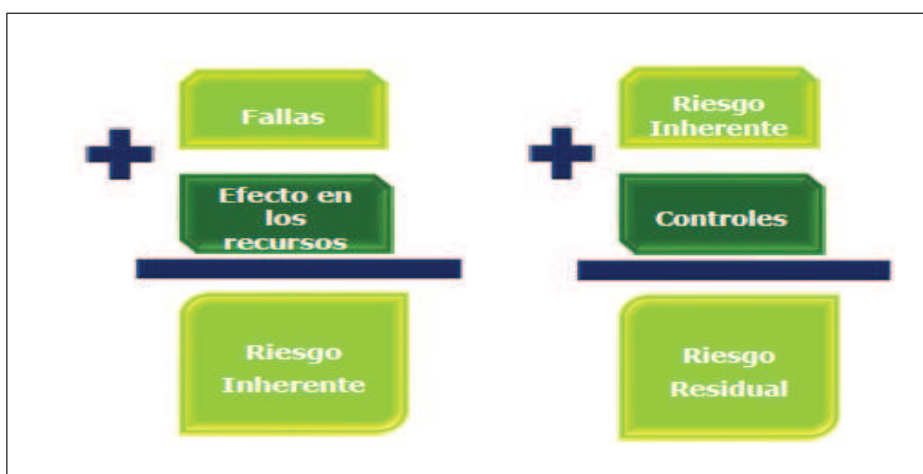 Fallas
Efecto en
los
recursos
Riesgo
Inherente
Riesgo
Inherente
Controles
Riesgo
Residual